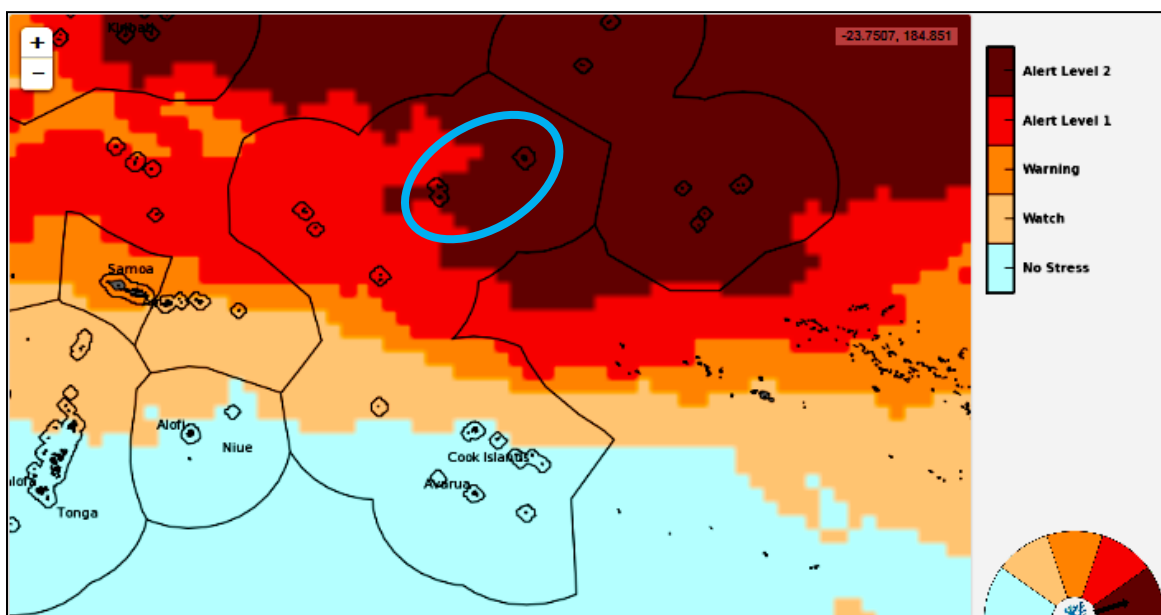 Kiribati
+
−
-23.7507, 184.851
Alert Level 2
Alert Level 1
Warning
Watch
No Stress
Samoa
Alofi
Niue
Cook Islands
Avarua
Tonga